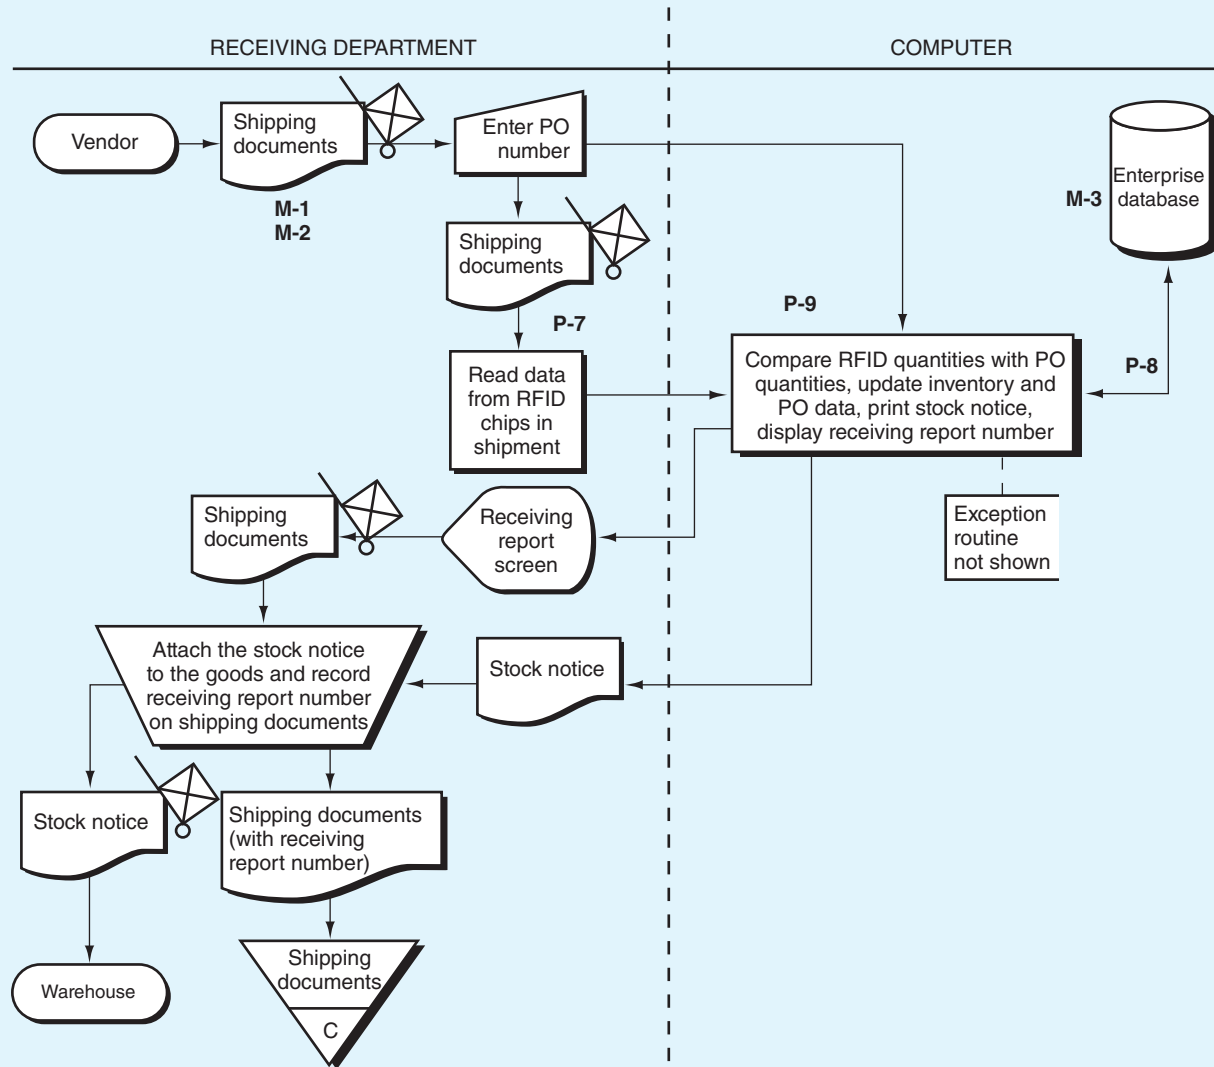 RECEIVING DEPARTMENT
COMPUTER
Vendor
Shipping
documents
M-1
M-2
Enter PO
number
Enterprise
database
M-3
Shipping
documents
P-7
P-9
P-8
Read data
from RFID
chips in
shipment
Compare RFID quantities with PO
quantities, update inventory and
PO data, print stock notice,
display receiving report number
Exception
routine
not shown
Receiving
report
screen
Shipping
documents
Attach the stock notice
to the goods and record
receiving report number
on shipping documents
Stock notice
Stock notice
Shipping documents
(with receiving
report number)
Warehouse
Shipping
documents
C